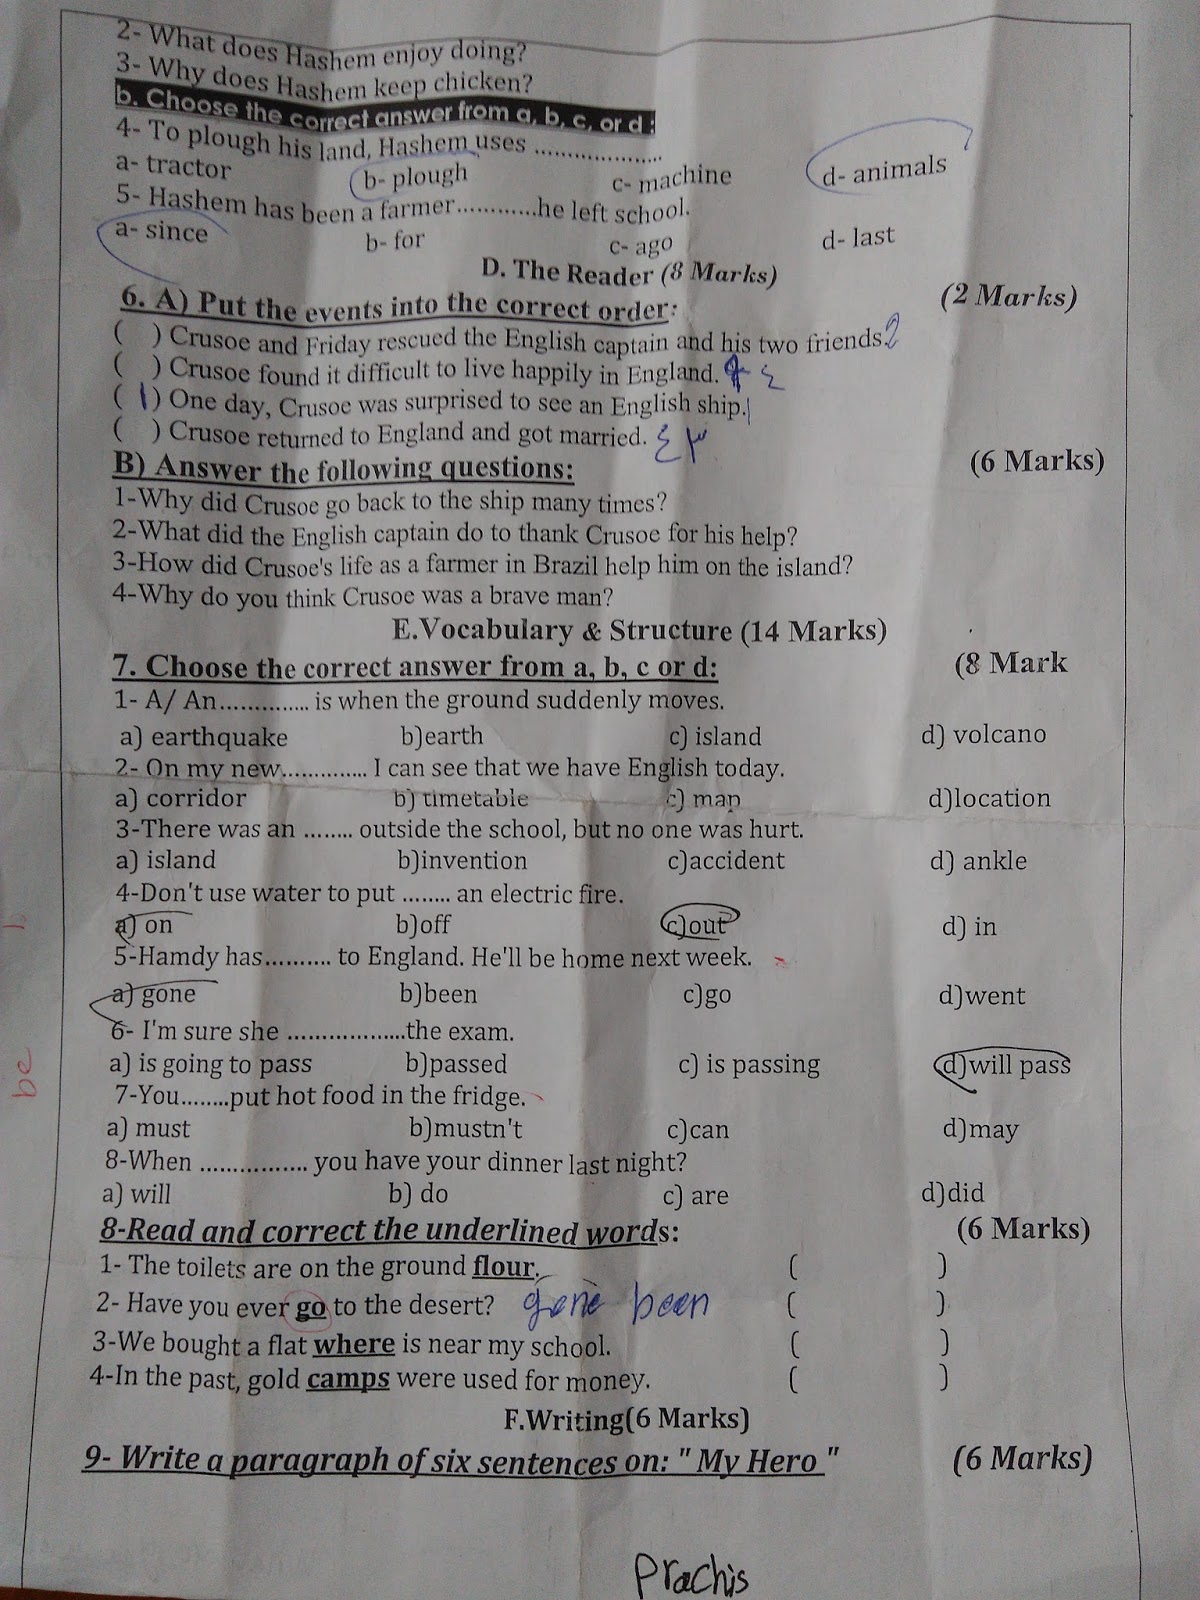 2- What does Hashem enjoy doing?
3- Why does Hashem keep chicken?
b. Choose the correct answer from a, b, c, or d :
4- To plough his land, Hashem uses ...................
a- tractor b- plough c- machine d- animals
5- Hashem has been a farmer............he left school.
a- since b- for c- ago d- last
D. The Reader (8 Marks)
6. A) Put the events into the correct order: (2 Marks)
( ) Crusoe and Friday rescued the English captain and his two friends. 2
( ) Crusoe found it difficult to live happily in England. ٤
( 1 ) One day, Crusoe was surprised to see an English ship. 1
( ) Crusoe returned to England and got married. ٤ ٣
B) Answer the following questions: (6 Marks)
1-Why did Crusoe go back to the ship many times?
2-What did the English captain do to thank Crusoe for his help?
3-How did Crusoe's life as a farmer in Brazil help him on the island?
4-Why do you think Crusoe was a brave man?
E.Vocabulary & Structure (14 Marks)
7. Choose the correct answer from a, b, c or d: (8 Mark
1- A/ An.............. is when the ground suddenly moves.
a) earthquake b)earth c) island d) volcano
2- On my new.............. I can see that we have English today.
a) corridor b) timetable c) map d)location
3-There was an ........ outside the school, but no one was hurt.
a) island b)invention c)accident d) ankle
4-Don't use water to put ........ an electric fire.
a) on b)off c)out d) in
5-Hamdy has.......... to England. He'll be home next week.
a) gone b)been c)go d)went
6- I'm sure she ..................the exam.
a) is going to pass b)passed c) is passing d)will pass
7-You........put hot food in the fridge.
a) must b)mustn't c)can d)may
8-When ................ you have your dinner last night?
a) will b) do c) are d)did
8-Read and correct the underlined words: (6 Marks)
1- The toilets are on the ground flour. ( )
2- Have you ever go to the desert? gone been ( )
3-We bought a flat where is near my school. ( )
4-In the past, gold camps were used for money. ( )
F.Writing(6 Marks)
9- Write a paragraph of six sentences on: " My Hero " (6 Marks)
Prachis
be